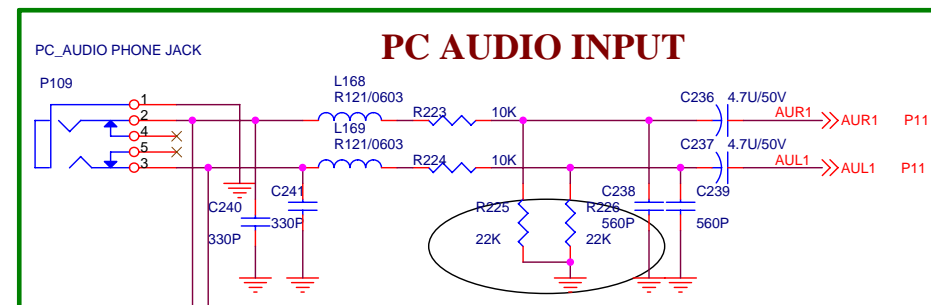 PC AUDIO INPUT
PC_AUDIO PHONE JACK
P109
1
2
4
5
3
L168
R121/0603
L169
R121/0603
R223
10K
R224
10K
C236
4.7U/50V
AUR1
AUR1
P11
C237
4.7U/50V
AUL1
AUL1
P11
C240
330P
C241
330P
R225
22K
R226
22K
C238
560P
C239
560P